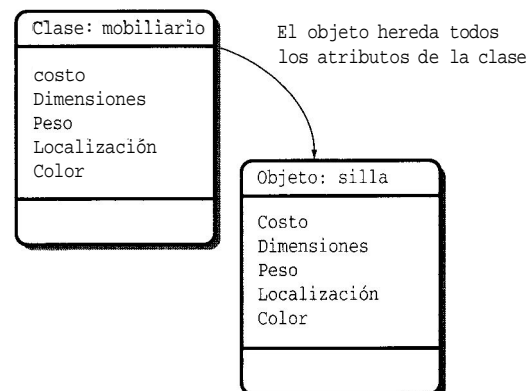 Clase: mobiliario
costo
Dimensiones
Peso
Localización
Color
El objeto hereda todos
los atributos de la clase
Objeto: silla
Costo
Dimensiones
Peso
Localización
Color